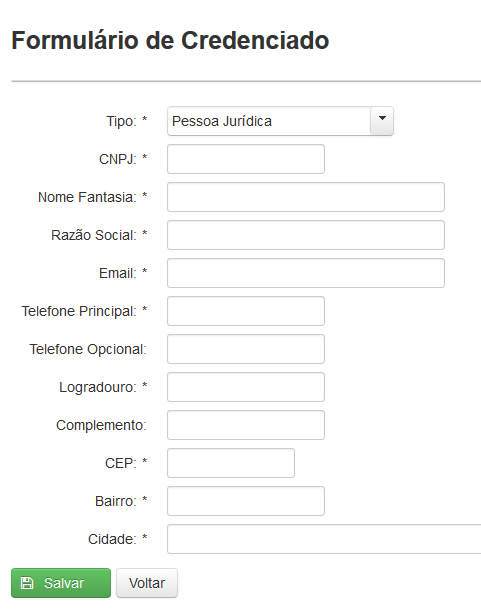 Formulário de Credenciado
Tipo: * Pessoa Jurídica
CNPJ: *
Nome Fantasia: *
Razão Social: *
Email: *
Telefone Principal: *
Telefone Opcional:
Logradouro: *
Complemento:
CEP: *
Bairro: *
Cidade: *
Salvar Voltar